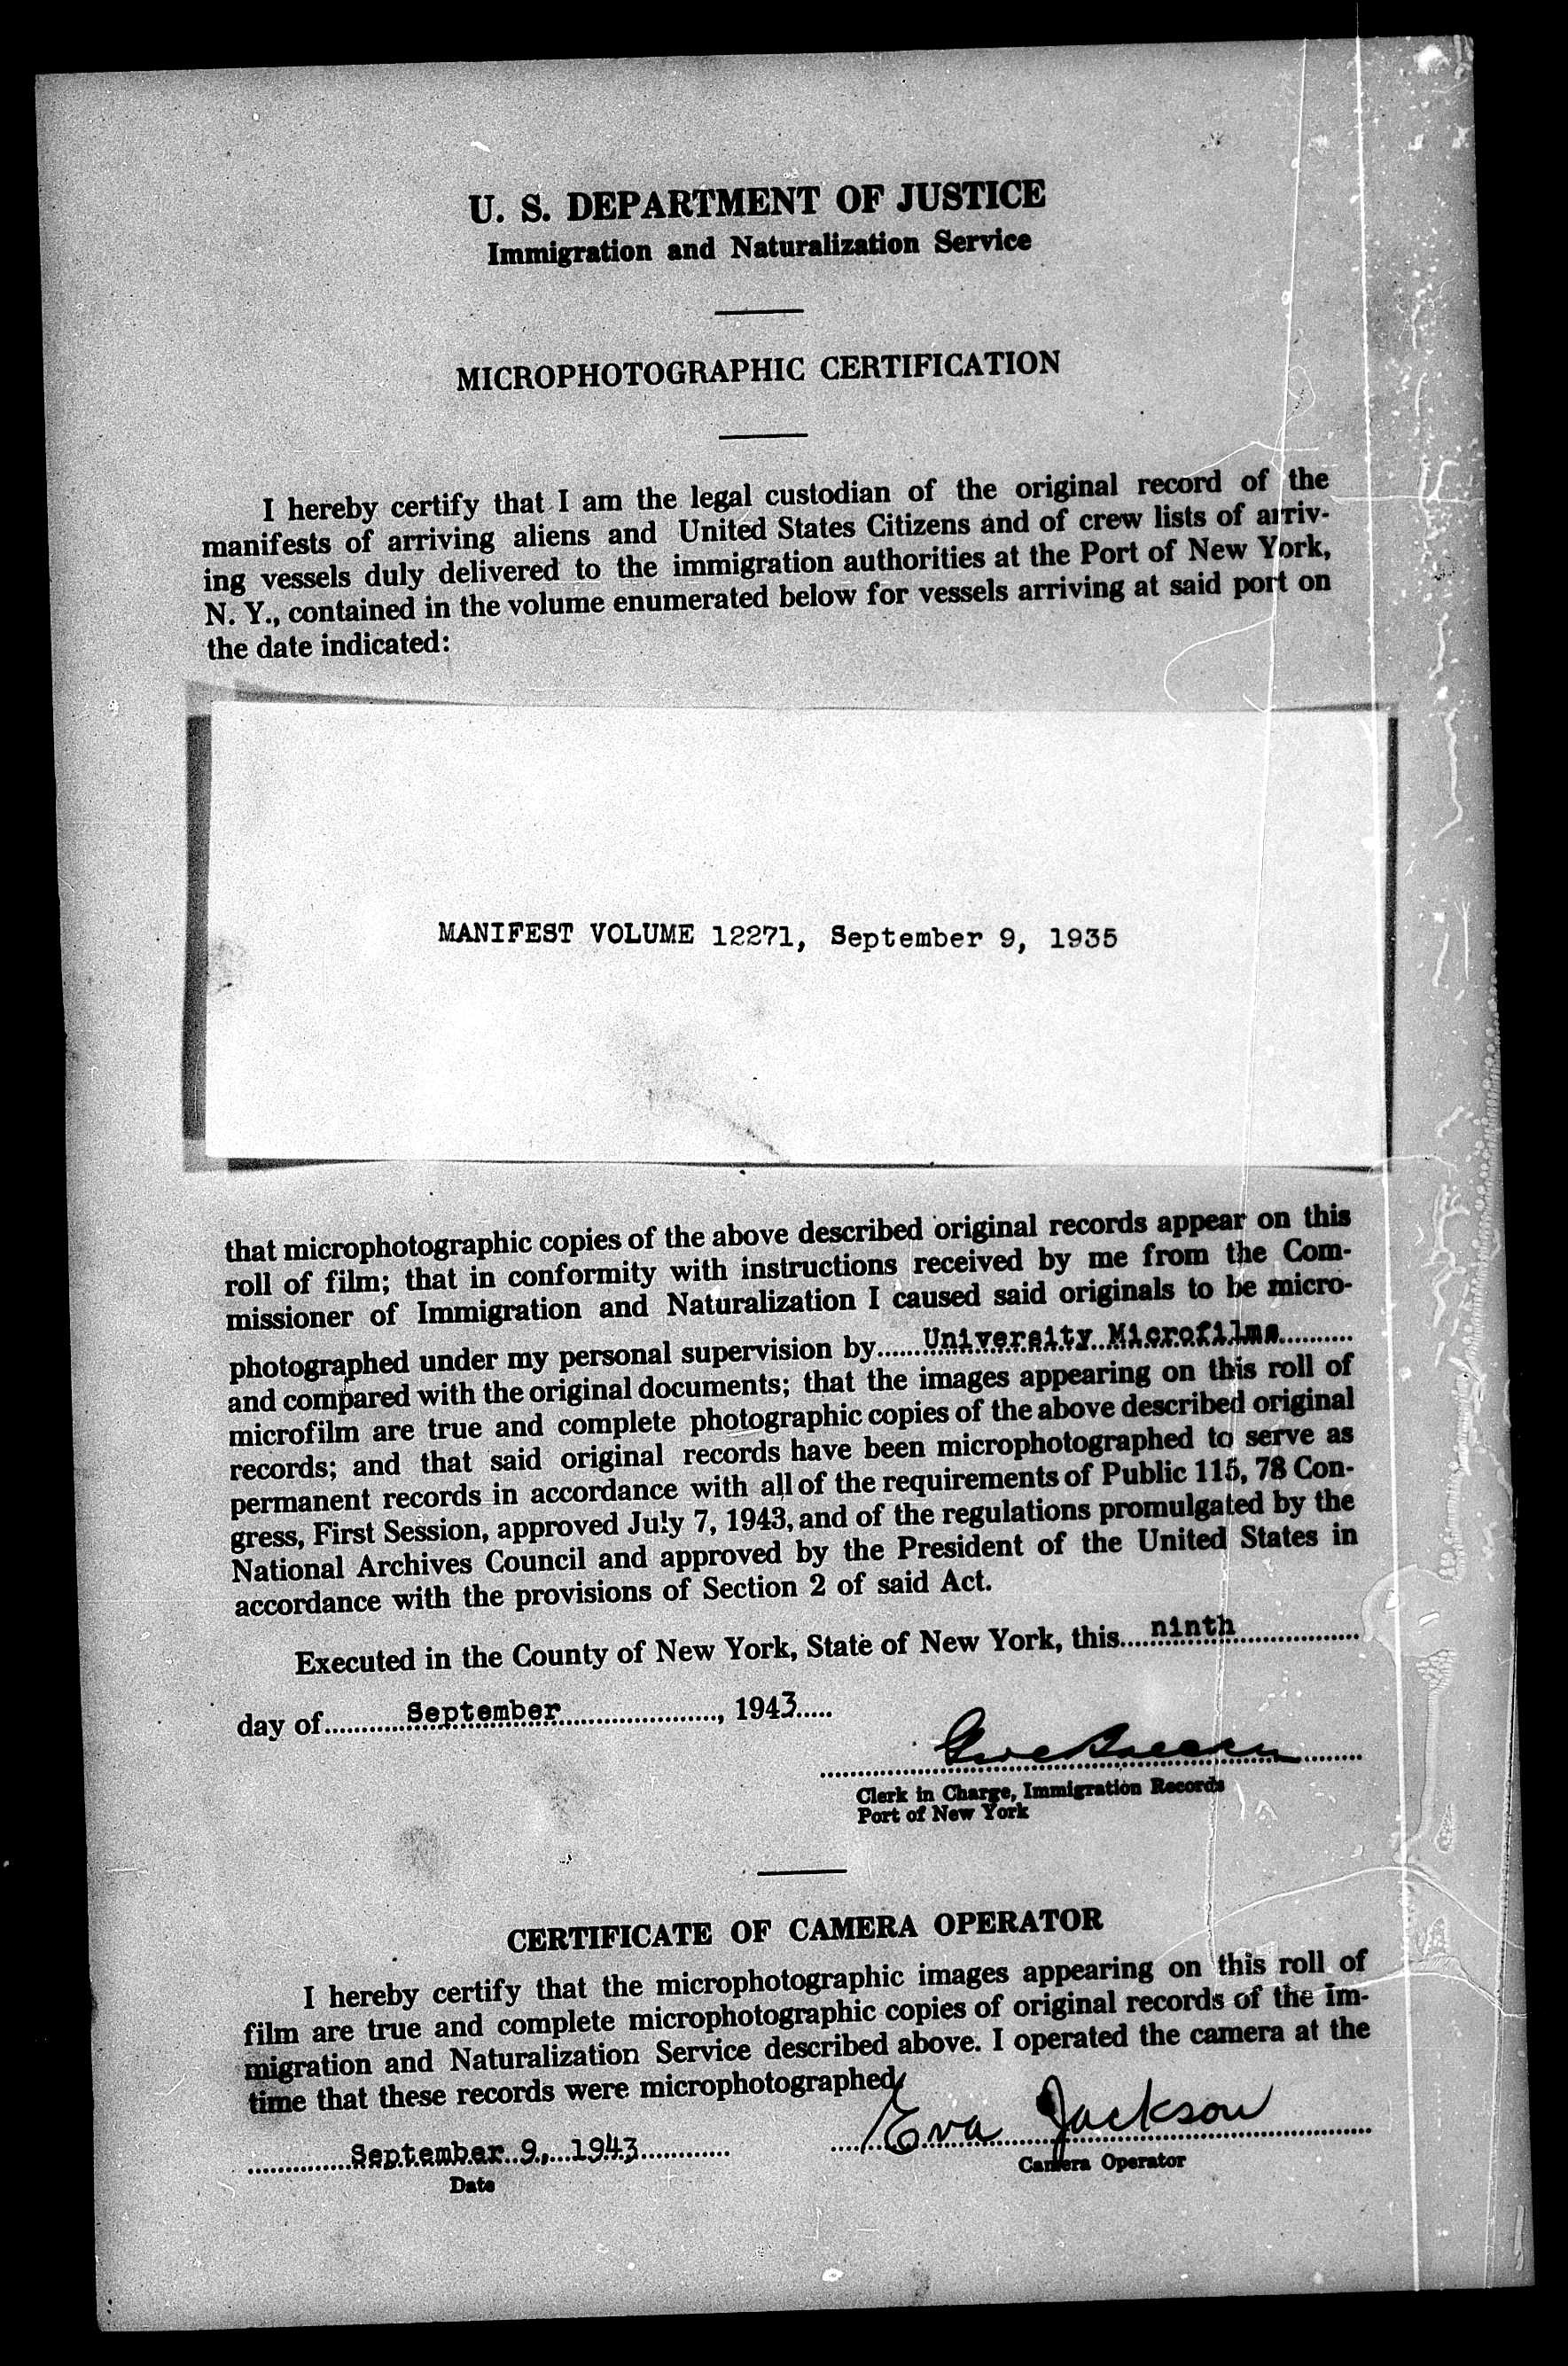 U. S. DEPARTMENT OF JUSTICE
Immigration and Naturalization Service
MICROPHOTOGRAPHIC CERTIFICATION
I hereby certify that I am the legal custodian of the original record of the
manifests of arriving aliens and United States Citizens and of crew lists of arriv-
ing vessels duly delivered to the immigration authorities at the Port of New York,
N. Y., contained in the volume enumerated below for vessels arriving at said port on
the date indicated:
MANIFEST VOLUME 12271, September 9, 1935
that microphotographic copies of the above described original records appear on this
roll of film; that in conformity with instructions received by me from the Com-
missioner of Immigration and Naturalization I caused said originals to be micro-
photographed under my personal supervision by......University Microfilms..........
and compared with the original documents; that the images appearing on this roll of
microfilm are true and complete photographic copies of the above described original
records; and that said original records have been microphotographed to serve as
permanent records in accordance with all of the requirements of Public 115, 78 Con-
gress, First Session, approved July 7, 1943, and of the regulations promulgated by the
National Archives Council and approved by the President of the United States in
accordance with the provisions of Section 2 of said Act.
Executed in the County of New York, State of New York, this....ninth................
day of............September......................, 1943.....
Clerk in Charge, Immigration Records
Port of New York
CERTIFICATE OF CAMERA OPERATOR
I hereby certify that the microphotographic images appearing on this roll of
film are true and complete microphotographic copies of original records of the Im-
migration and Naturalization Service described above. I operated the camera at the
time that these records were microphotographed.
September 9, 1943 Eva Jackson
Date Camera Operator